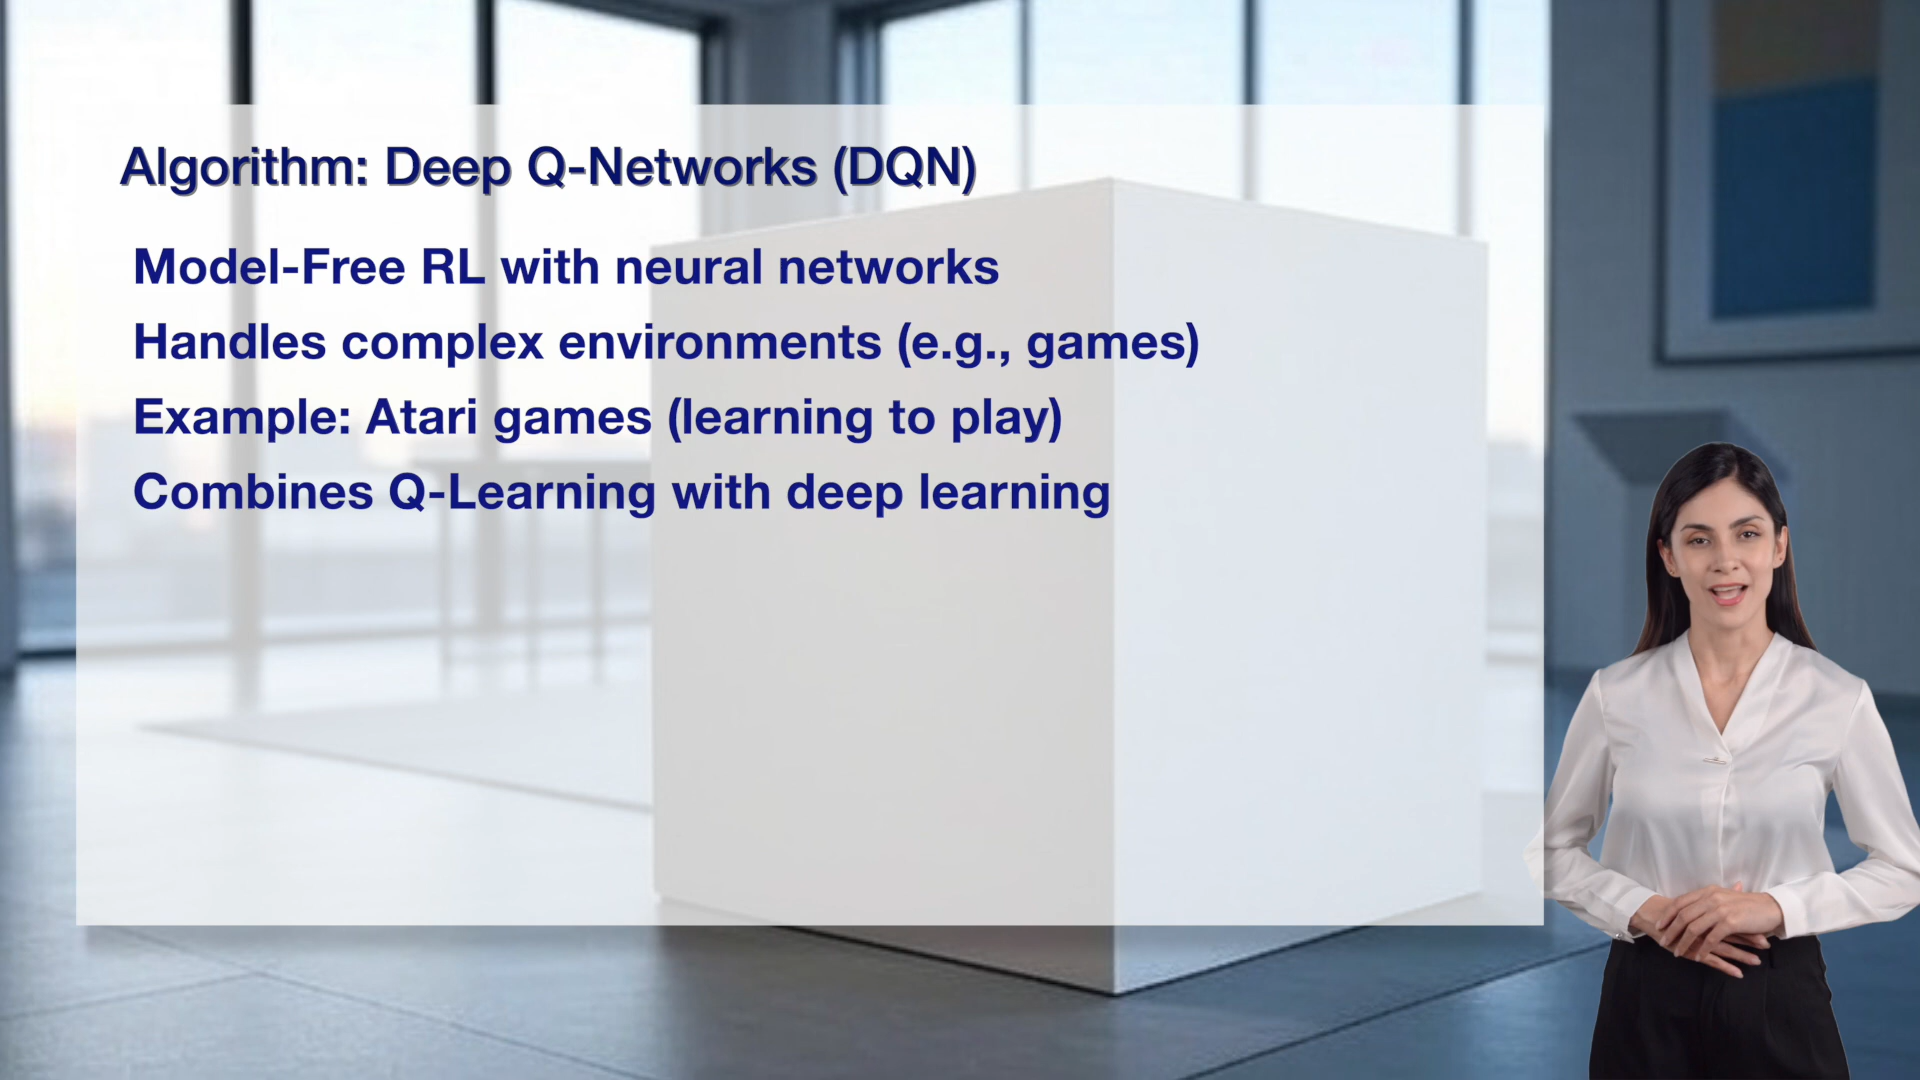 Algorithm: Deep Q-Networks (DQN)
Model-Free RL with neural networks
Handles complex environments (e.g., games)
Example: Atari games (learning to play)
Combines Q-Learning with deep learning